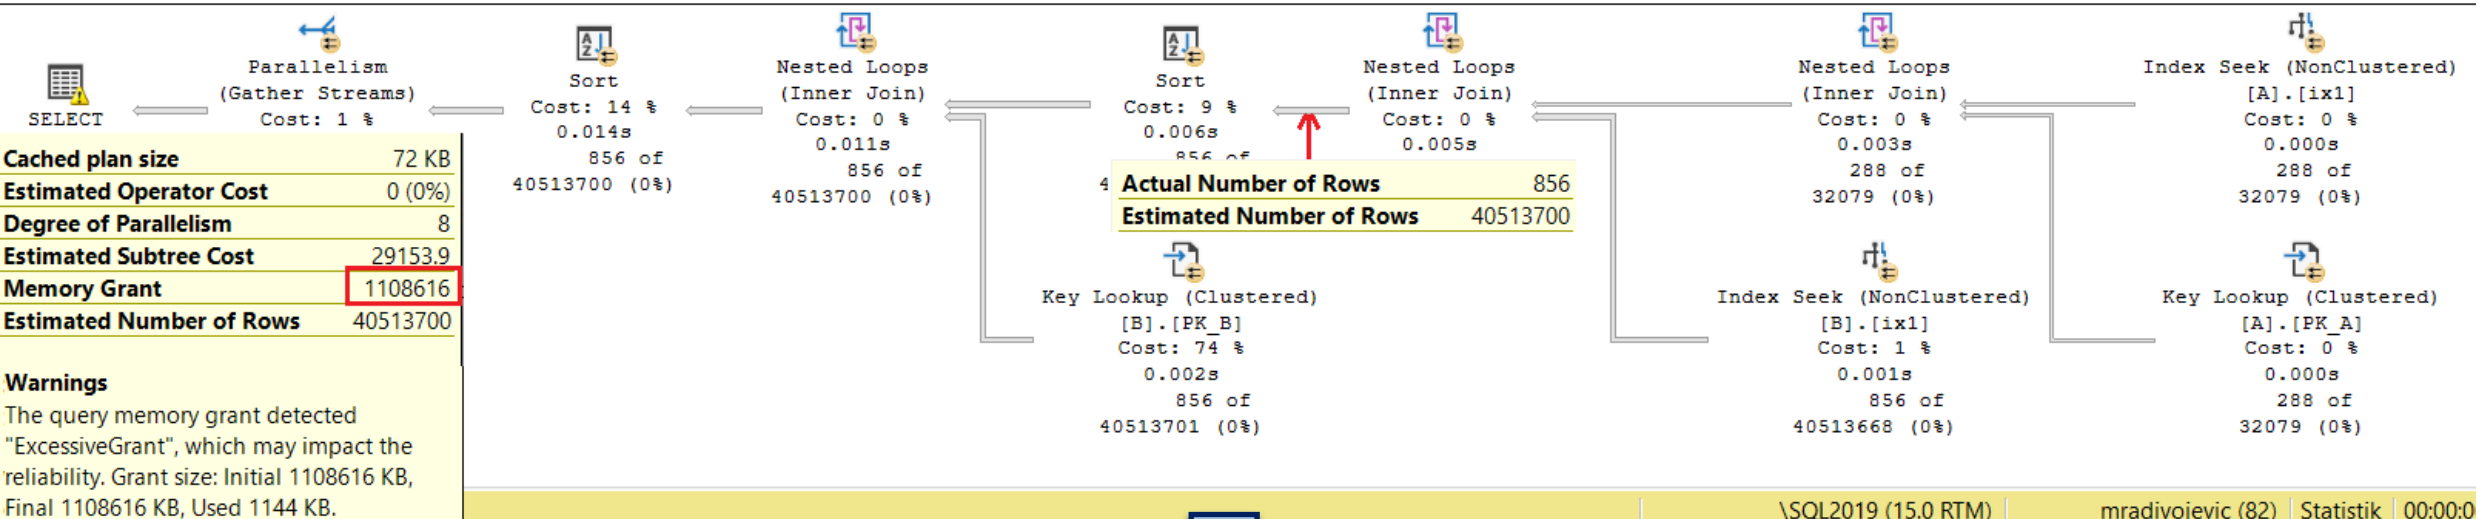 SELECT
Parallelism
(Gather Streams)
Cost: 1 %
Sort
Cost: 14 %
0.014s
856 of
40513700 (0%)
Nested Loops
(Inner Join)
Cost: 0 %
0.011s
856 of
40513700 (0%)
Sort
Cost: 9 %
0.006s
856 of
4
Nested Loops
(Inner Join)
Cost: 0 %
0.005s
Nested Loops
(Inner Join)
Cost: 0 %
0.003s
288 of
32079 (0%)
Index Seek (NonClustered)
[A].[ix1]
Cost: 0 %
0.000s
288 of
32079 (0%)
Cached plan size 72 KB
Estimated Operator Cost 0 (0%)
Degree of Parallelism 8
Estimated Subtree Cost 29153.9
Memory Grant 1108616
Estimated Number of Rows 40513700
Warnings
The query memory grant detected
"ExcessiveGrant", which may impact the
reliability. Grant size: Initial 1108616 KB,
Final 1108616 KB, Used 1144 KB.
Actual Number of Rows 856
Estimated Number of Rows 40513700
Key Lookup (Clustered)
[B].[PK_B]
Cost: 74 %
0.002s
856 of
40513701 (0%)
Index Seek (NonClustered)
[B].[ix1]
Cost: 1 %
0.001s
856 of
40513668 (0%)
Key Lookup (Clustered)
[A].[PK_A]
Cost: 0 %
0.000s
288 of
32079 (0%)
\SQL2019 (15.0 RTM)
mradivojevic (82)
Statistik
00:00:0